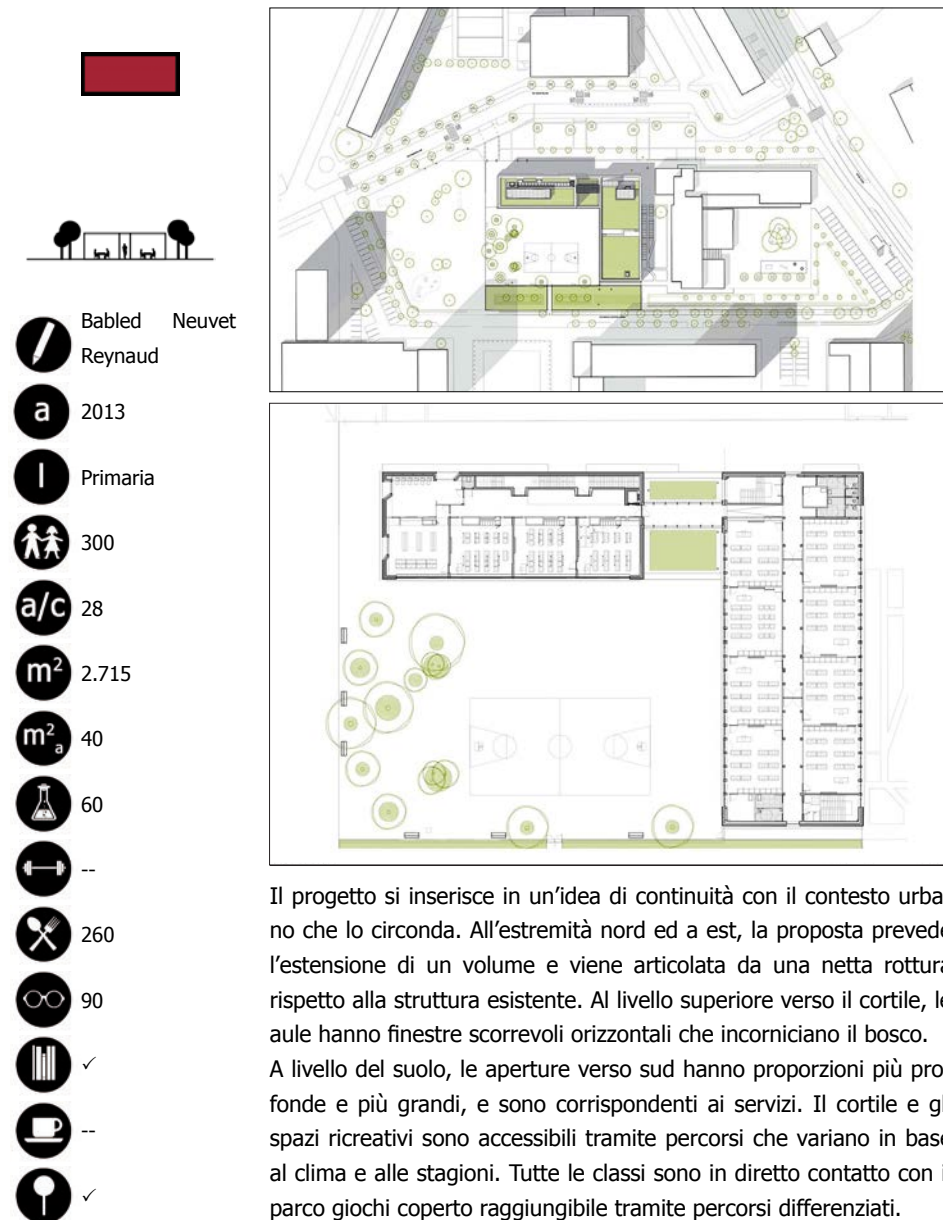 Babled Neuvet
Reynaud
a 2013
I Primaria
300
a/c 28
m² 2.715
m²a 40
60
--
260
90
✓
--
✓
Il progetto si inserisce in un’idea di continuità con il contesto urba
no che lo circonda. All’estremità nord ed a est, la proposta prevede
l’estensione di un volume e viene articolata da una netta rottura
rispetto alla struttura esistente. Al livello superiore verso il cortile, le
aule hanno finestre scorrevoli orizzontali che incorniciano il bosco.
A livello del suolo, le aperture verso sud hanno proporzioni più pro
fonde e più grandi, e sono corrispondenti ai servizi. Il cortile e gl
spazi ricreativi sono accessibili tramite percorsi che variano in base
al clima e alle stagioni. Tutte le classi sono in diretto contatto con i
parco giochi coperto raggiungibile tramite percorsi differenziati.